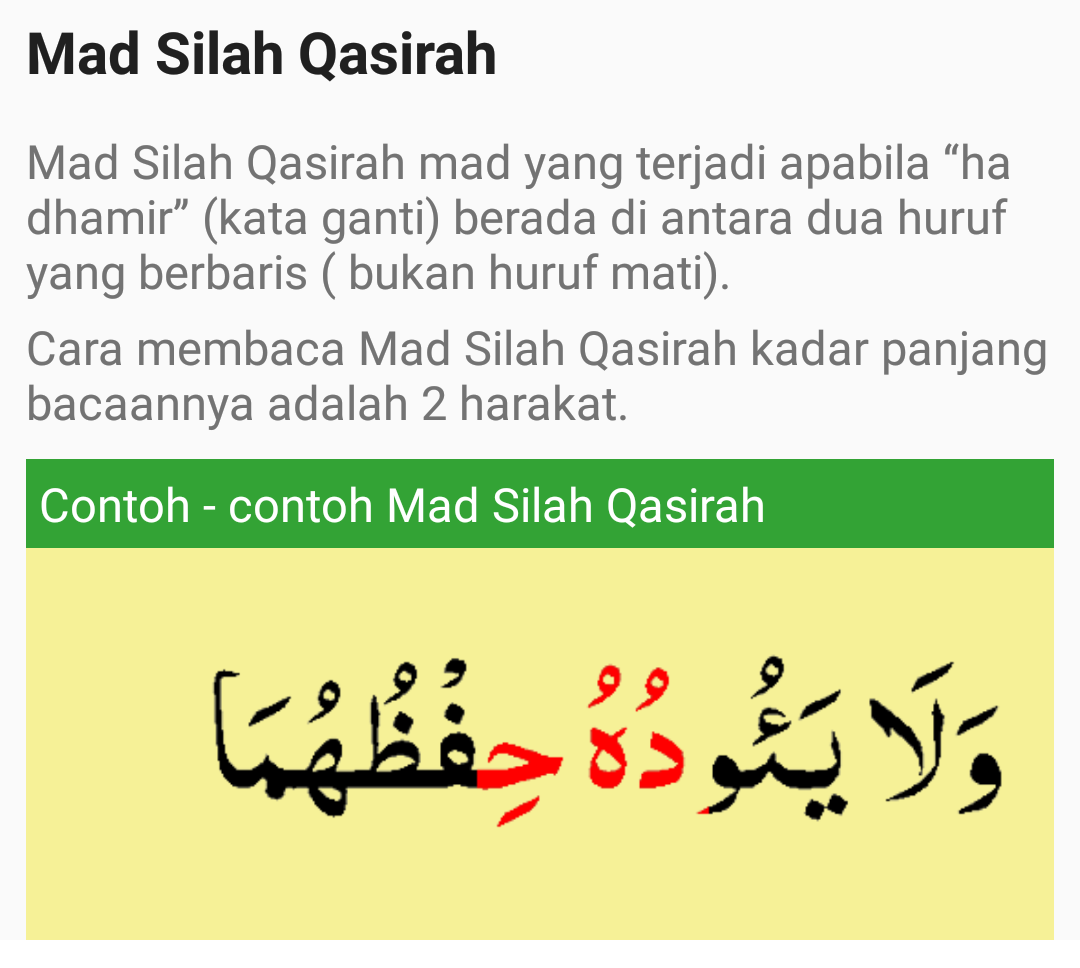 Mad Silah Qasirah
Mad Silah Qasirah mad yang terjadi apabila “ha
dhamir” (kata ganti) berada di antara dua huruf
yang berbaris ( bukan huruf mati).
Cara membaca Mad Silah Qasirah kadar panjang
bacaannya adalah 2 harakat.
Contoh - contoh Mad Silah Qasirah
وَلَا يَئُودُهُ حِفْظُهُمَا